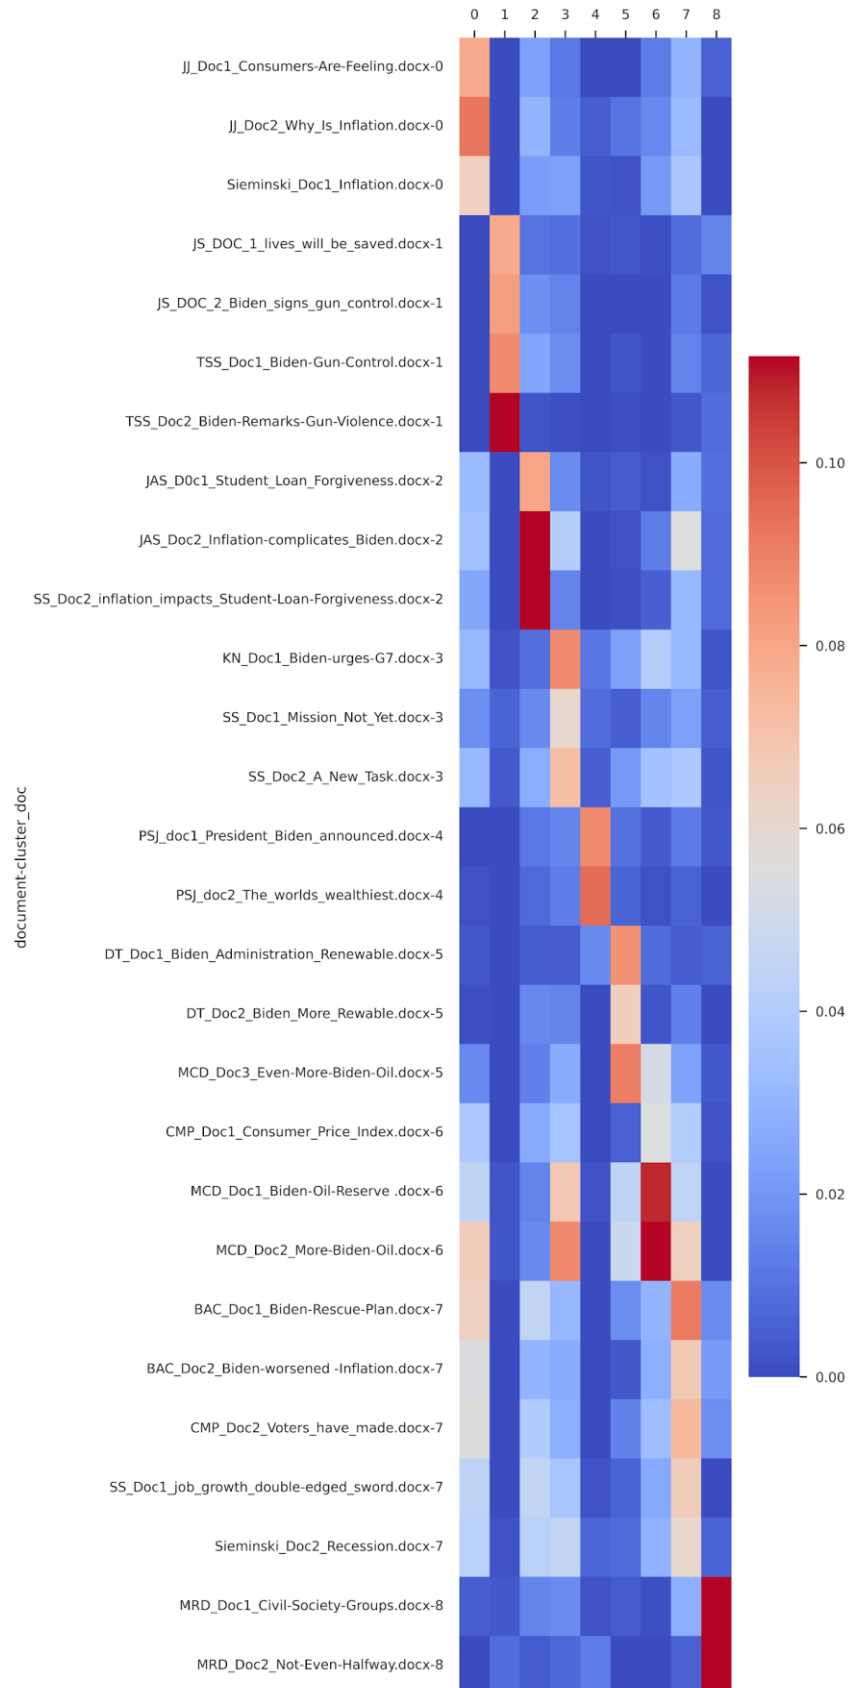 0 1 2 3 4 5 6 7 8
JJ_Doc1_Consumers-Are-Feeling.docx-0
JJ_Doc2_Why_Is_Inflation.docx-0
Sieminski_Doc1_Inflation.docx-0
JS_DOC_1_lives_will_be_saved.docx-1
JS_DOC_2_Biden_signs_gun_control.docx-1
TSS_Doc1_Biden-Gun-Control.docx-1
TSS_Doc2_Biden-Remarks-Gun-Violence.docx-1
JAS_D0c1_Student_Loan_Forgiveness.docx-2
JAS_Doc2_Inflation-complicates_Biden.docx-2
SS_Doc2_inflation_impacts_Student-Loan-Forgiveness.docx-2
KN_Doc1_Biden-urges-G7.docx-3
SS_Doc1_Mission_Not_Yet.docx-3
SS_Doc2_A_New_Task.docx-3
PSJ_doc1_President_Biden_announced.docx-4
PSJ_doc2_The_worlds_wealthiest.docx-4
DT_Doc1_Biden_Administration_Renewable.docx-5
DT_Doc2_Biden_More_Rewable.docx-5
MCD_Doc3_Even-More-Biden-Oil.docx-5
CMP_Doc1_Consumer_Price_Index.docx-6
MCD_Doc1_Biden-Oil-Reserve .docx-6
MCD_Doc2_More-Biden-Oil.docx-6
BAC_Doc1_Biden-Rescue-Plan.docx-7
BAC_Doc2_Biden-worsened -Inflation.docx-7
CMP_Doc2_Voters_have_made.docx-7
SS_Doc1_job_growth_double-edged_sword.docx-7
Sieminski_Doc2_Recession.docx-7
MRD_Doc1_Civil-Society-Groups.docx-8
MRD_Doc2_Not-Even-Halfway.docx-8
document-cluster_doc
0.10
0.08
0.06
0.04
0.02
0.00